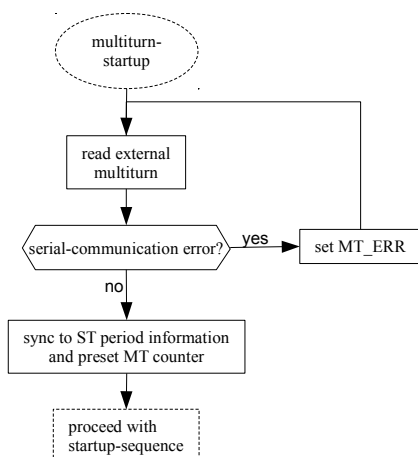 multiturn-
startup
read external
multiturn
serial-communication error?
yes
set MT_ERR
no
sync to ST period information
and preset MT counter
proceed with
startup-sequence